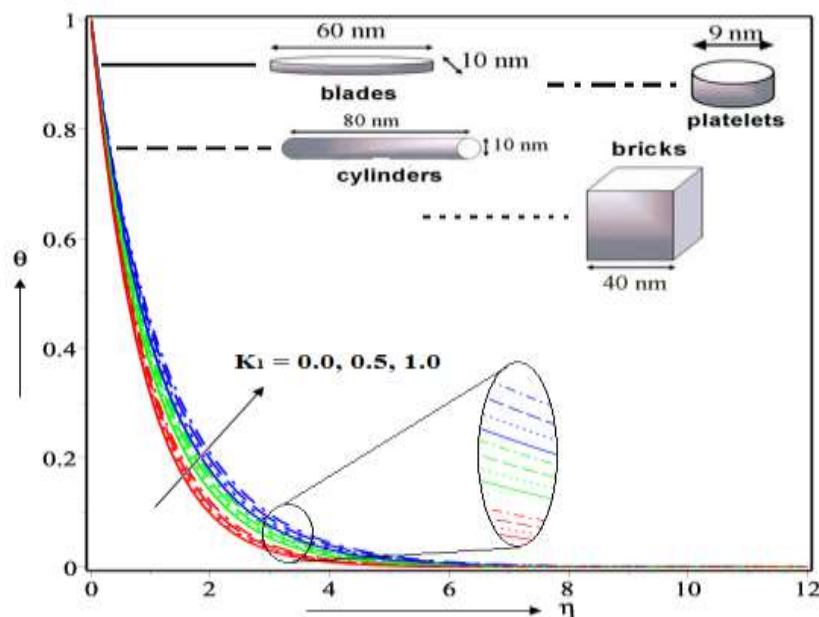 1
60 nm
9 nm
10 nm
blades
0.8
80 nm
platelets
10 nm
bricks
cylinders
0.6
θ
40 nm
0.4
K1 = 0.0, 0.5, 1.0
0.2
0
0 2 4 6 8 10 12
η